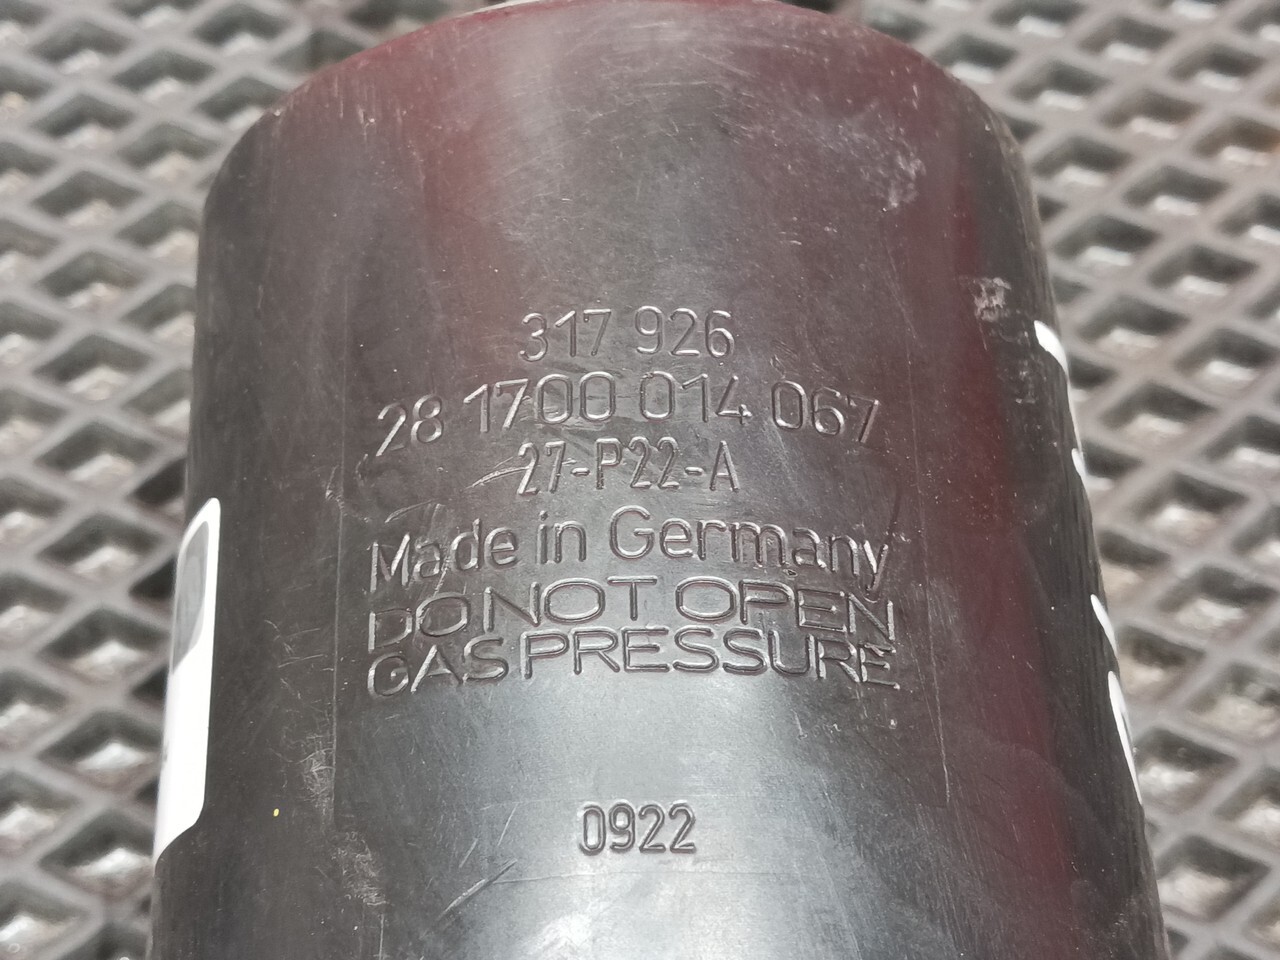 317 926
28 1700 014 067
27-P22-A
Made in Germany
DO NOT OPEN
GAS PRESSURE
0922